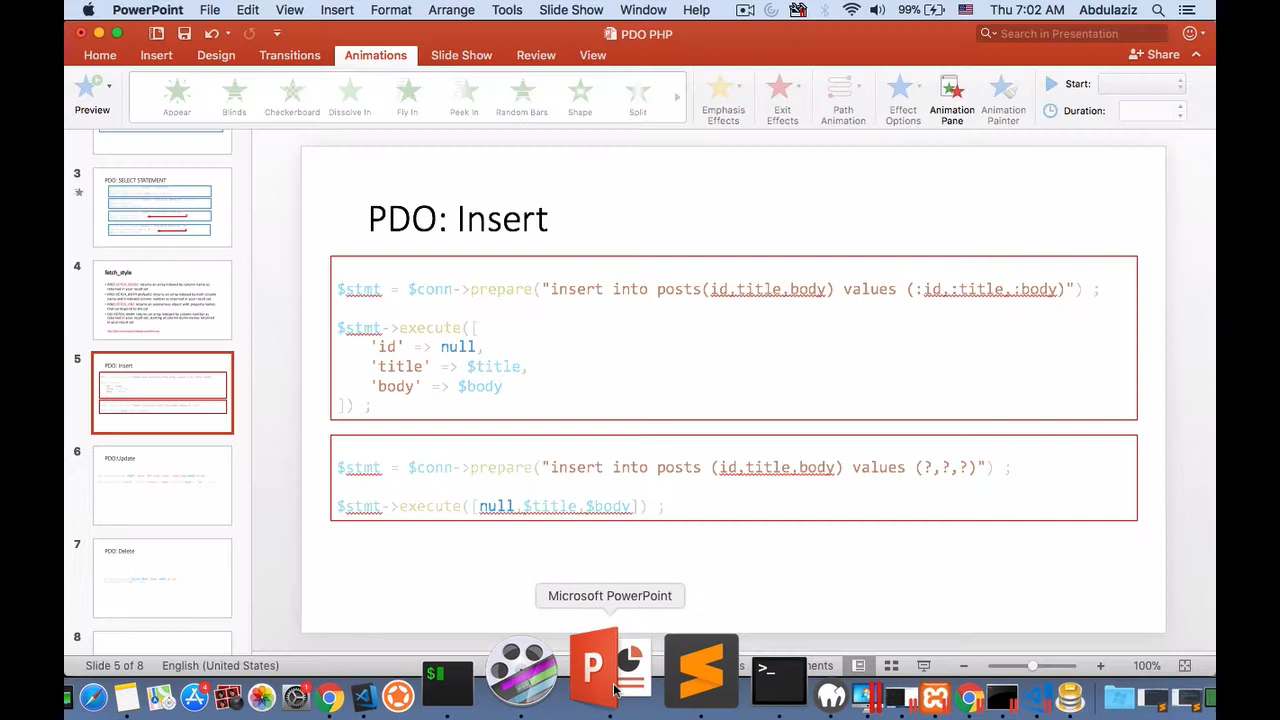 PowerPoint File Edit View Insert Format Arrange Tools Slide Show Window Help 99% Thu 7:02 AM Abdulaziz
PDO PHP
Search in Presentation
Home Insert Design Transitions Animations Slide Show Review View Share
Preview
Appear Blinds Checkerboard Dissolve In Fly In Peek In Random Bars Shape Split
Emphasis Effects
Exit Effects
Path Animation
Effect Options
Animation Pane
Animation Painter
Start:
Duration:
3
PDO: SELECT STATEMENT
4
fetch_style
5
PDO: Insert
6
PDO:Update
7
PDO: Delete
8
PDO: Insert
$stmt = $conn->prepare("insert into posts(id,title,body) values (:id,:title,:body)") ;
$stmt->execute([
'id' => null,
'title' => $title,
'body' => $body
]) ;
$stmt = $conn->prepare("insert into posts (id,title,body) values (?,?,?)") ;
$stmt->execute([null,$title,$body]) ;
Microsoft PowerPoint
Slide 5 of 8 English (United States) 100%